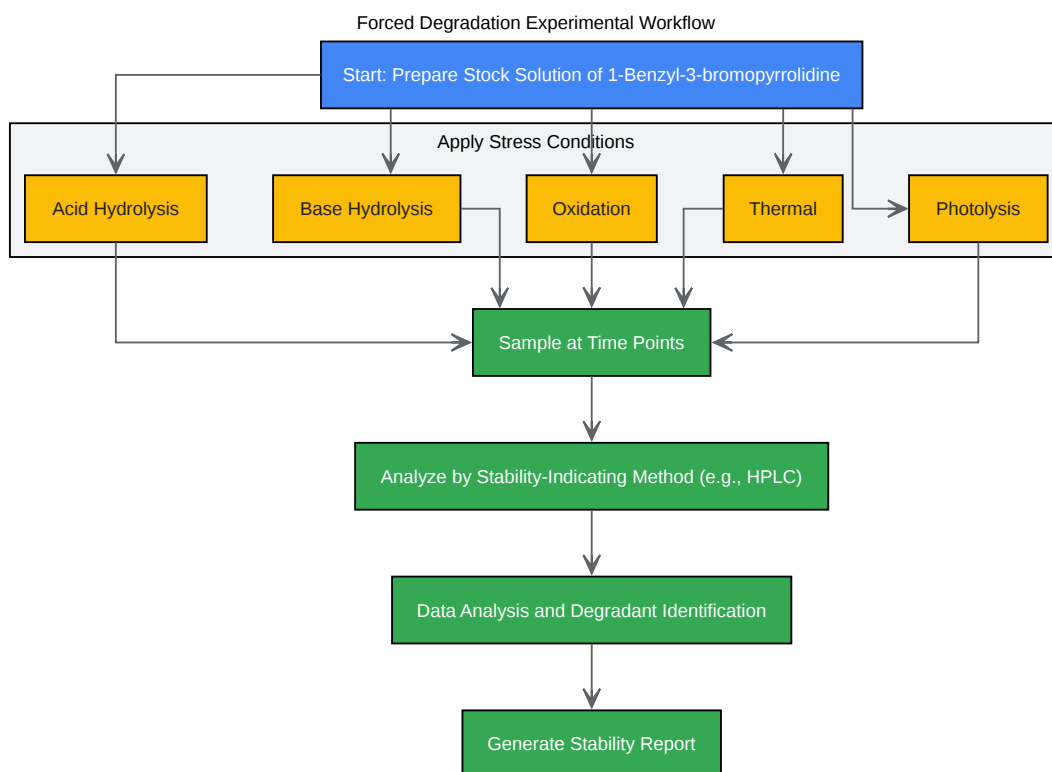 Forced Degradation Experimental Workflow
Start: Prepare Stock Solution of 1-Benzyl-3-bromopyrrolidine
Apply Stress Conditions
Acid Hydrolysis
Base Hydrolysis
Oxidation
Thermal
Photolysis
Sample at Time Points
Analyze by Stability-Indicating Method (e.g., HPLC)
Data Analysis and Degradant Identification
Generate Stability Report